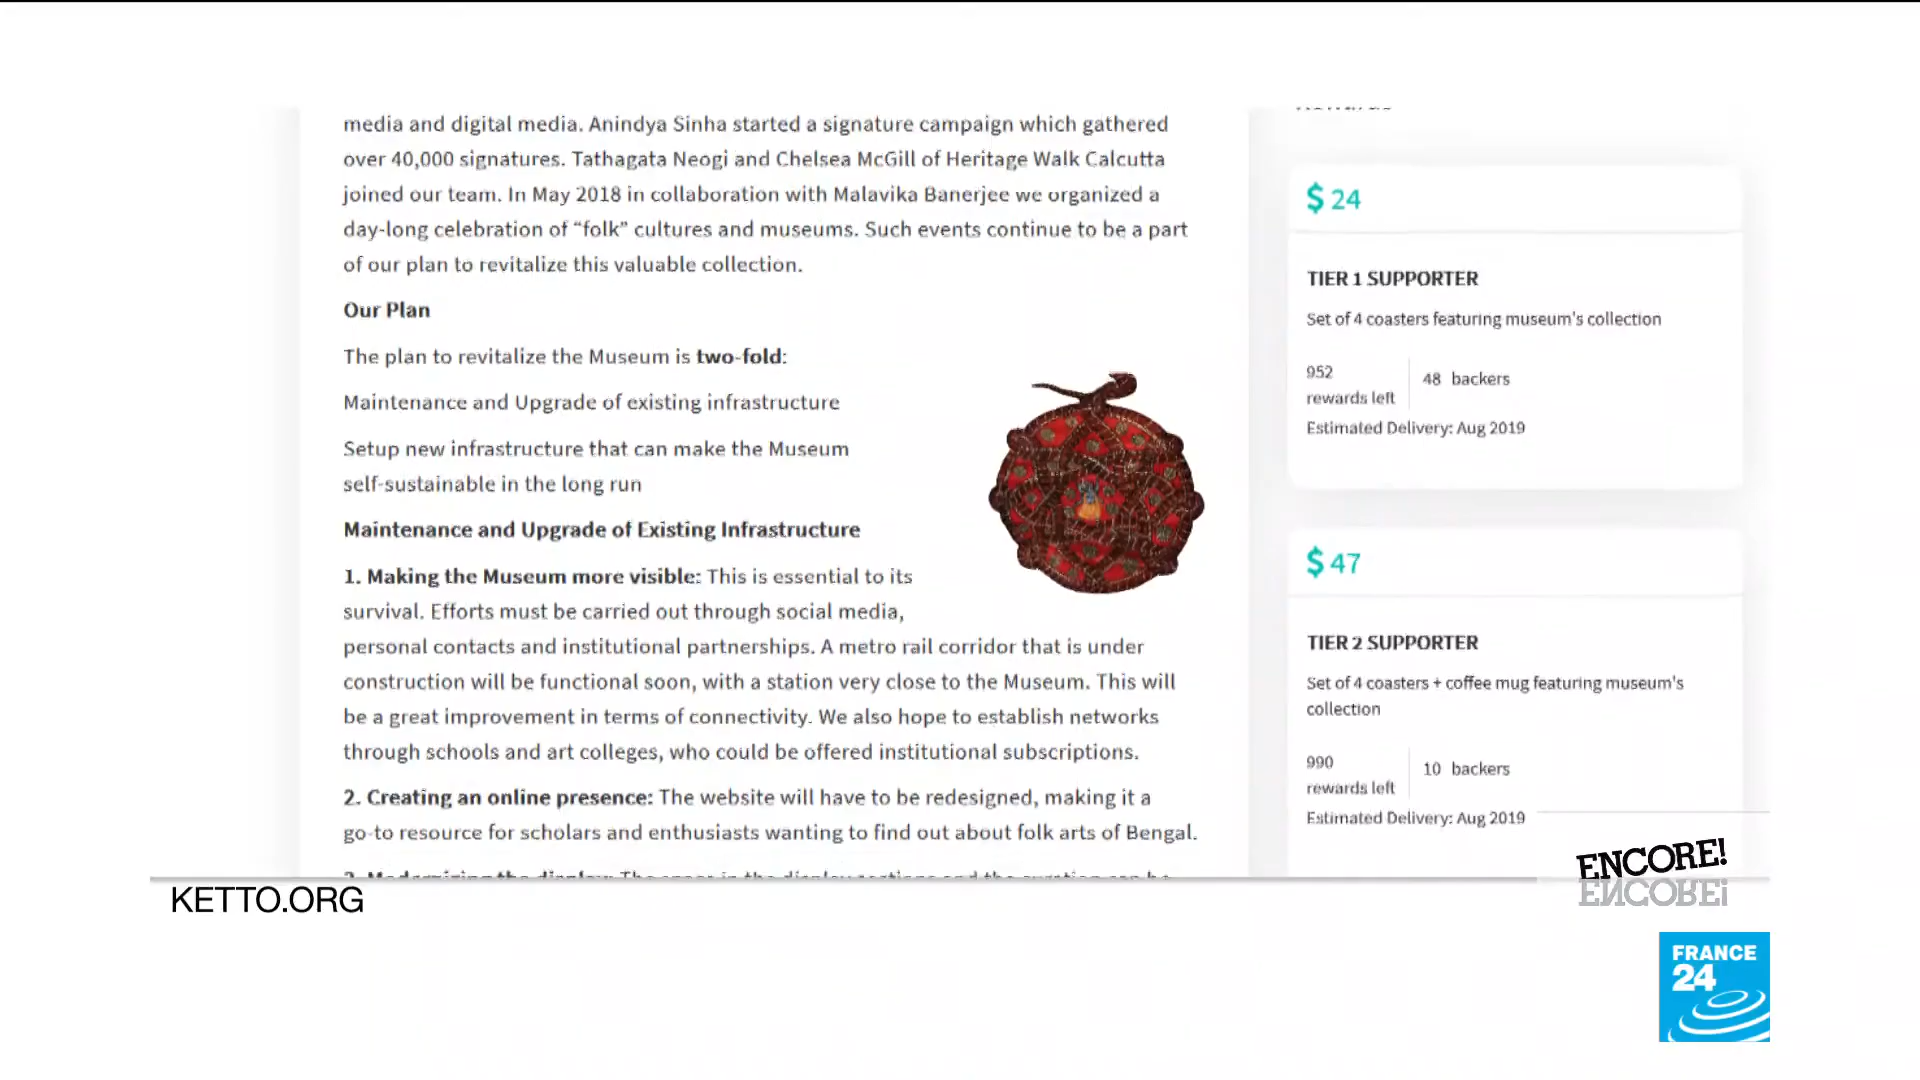 media and digital media. Anindya Sinha started a signature campaign which gathered
over 40,000 signatures. Tathagata Neogi and Chelsea McGill of Heritage Walk Calcutta
joined our team. In May 2018 in collaboration with Malavika Banerjee we organized a
day-long celebration of “folk” cultures and museums. Such events continue to be a part
of our plan to revitalize this valuable collection.
Our Plan
The plan to revitalize the Museum is two-fold:
Maintenance and Upgrade of existing infrastructure
Setup new infrastructure that can make the Museum
self-sustainable in the long run
Maintenance and Upgrade of Existing Infrastructure
1. Making the Museum more visible: This is essential to its
survival. Efforts must be carried out through social media,
personal contacts and institutional partnerships. A metro rail corridor that is under
construction will be functional soon, with a station very close to the Museum. This will
be a great improvement in terms of connectivity. We also hope to establish networks
through schools and art colleges, who could be offered institutional subscriptions.
2. Creating an online presence: The website will have to be redesigned, making it a
go-to resource for scholars and enthusiasts wanting to find out about folk arts of Bengal.
$ 24
TIER 1 SUPPORTER
Set of 4 coasters featuring museum's collection
952
rewards left
48 backers
Estimated Delivery: Aug 2019
$ 47
TIER 2 SUPPORTER
Set of 4 coasters + coffee mug featuring museum's
collection
990
rewards left
10 backers
Estimated Delivery: Aug 2019
KETTO.ORG
ENCORE!
FRANCE
24